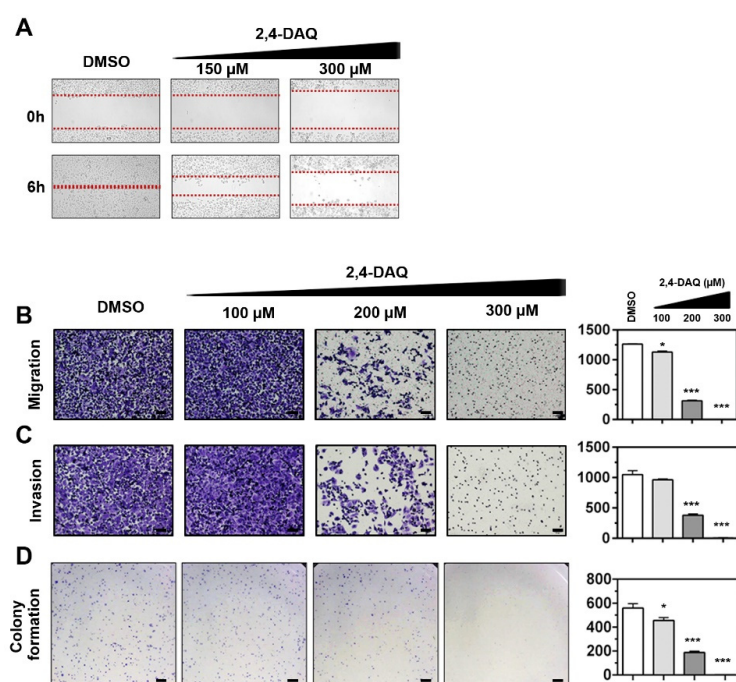 A
2,4-DAQ
DMSO
150 µM
300 µM
0h
6h
2,4-DAQ
2,4-DAQ (µM)
DMSO
100 µM
200 µM
300 µM
DMSO
100
200
300
B
Migration
1500
1000
500
0
*
***
***
C
Invasion
1500
1000
500
0
***
***
D
Colony
formation
800
600
400
200
0
*
***
***